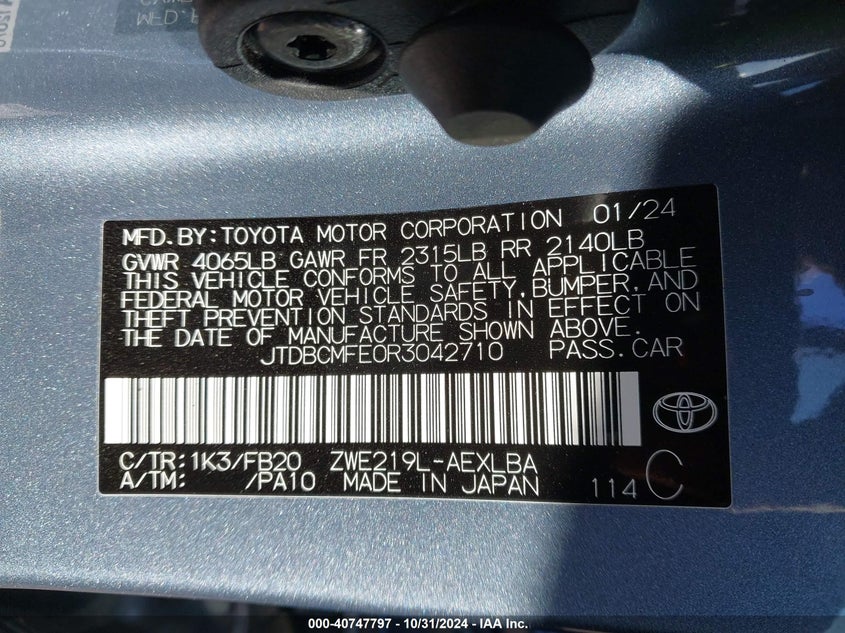 MFD.BY:TOYOTA MOTOR CORPORATION 01/24
GVWR 4065LB GAWR FR 2315LB RR 2140LB
THIS VEHICLE CONFORMS TO ALL APPLICABLE
FEDERAL MOTOR VEHICLE SAFETY,BUMPER,AND
THEFT PREVENTION STANDARDS IN EFFECT ON
THE DATE OF MANUFACTURE SHOWN ABOVE.
JTDBCMFE0R3042710 PASS.CAR
C/TR:1K3/FB20 ZWE219L-AEXLBA
A/TM: /PA10 MADE IN JAPAN 114 C
000-40747797 - 10/31/2024 - IAA Inc.